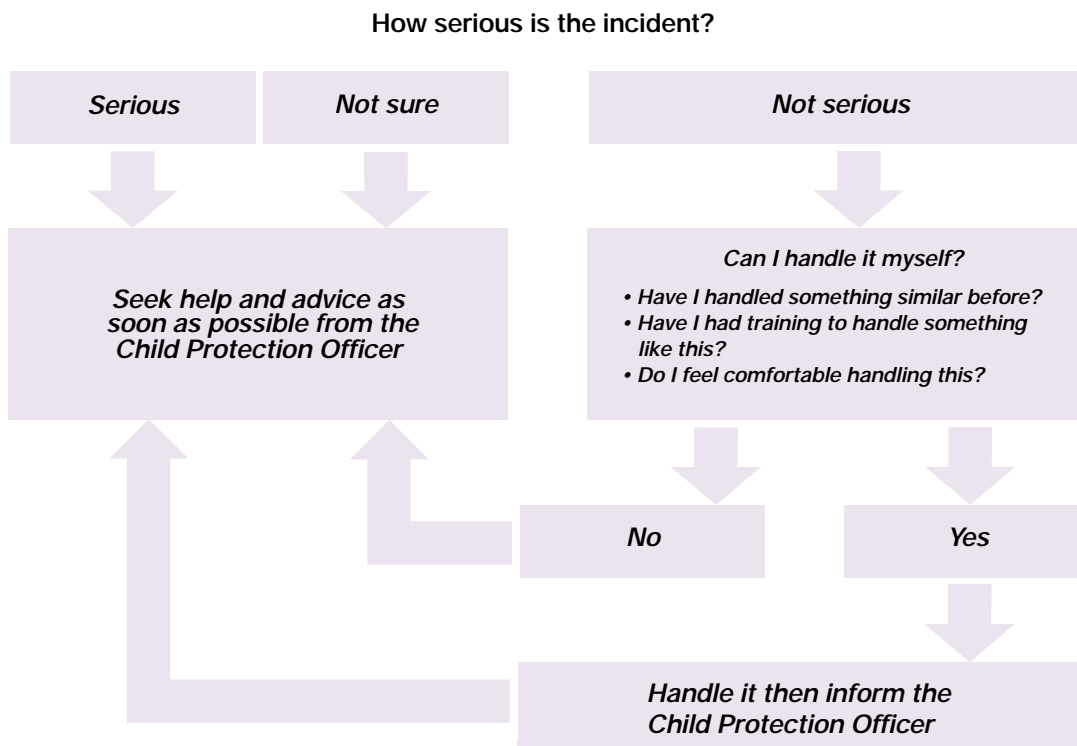 How serious is the incident?
Serious
Not sure
Not serious
Seek help and advice as
soon as possible from the
Child Protection Officer
Can I handle it myself?
• Have I handled something similar before?
• Have I had training to handle something
like this?
• Do I feel comfortable handling this?
No
Yes
Handle it then inform the
Child Protection Officer